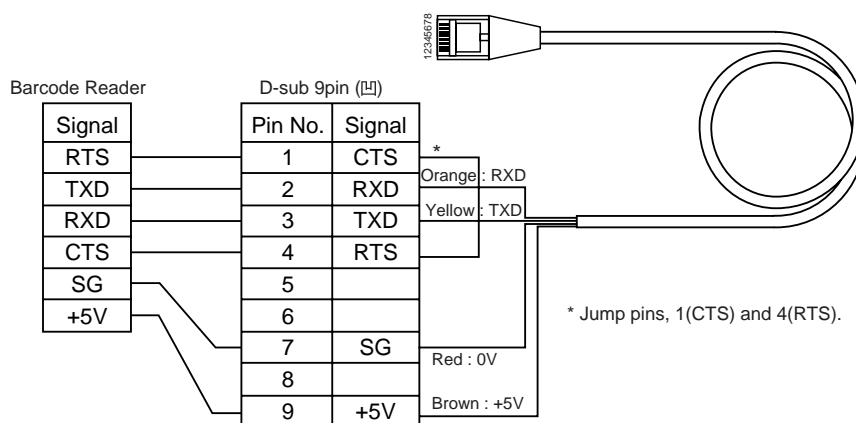 12345678
Barcode Reader
D-sub 9pin (凹)
Signal
Pin No.
Signal
RTS
1
CTS
*
TXD
2
RXD
Orange : RXD
RXD
3
TXD
Yellow : TXD
CTS
4
RTS
SG
5
+5V
6
* Jump pins, 1(CTS) and 4(RTS).
7
SG
Red : 0V
8
9
+5V
Brown : +5V